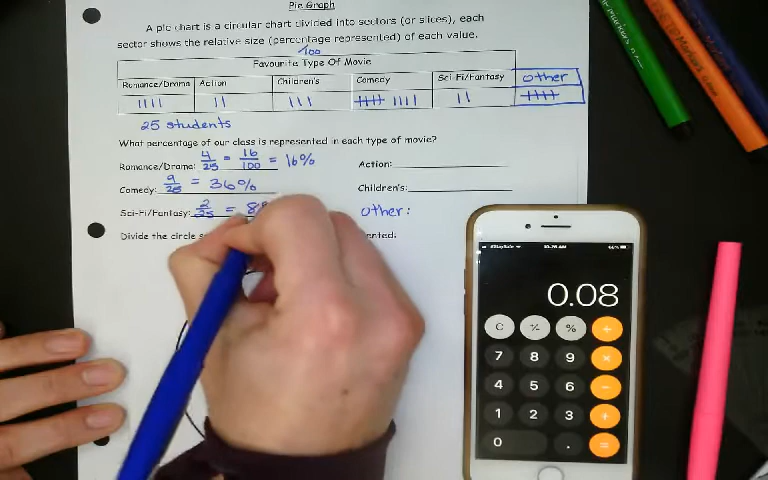 Pie Graph
A pie chart is a circular chart divided into sectors (or slices), each
sector shows the relative size (percentage represented) of each value.
/100
Favourite Type Of Movie
Romance/Drama Action Children's Comedy Sci-Fi/Fantasy other
25 students
What percentage of our class is represented in each type of movie?
Romance/Drama: 4/25 = 16/100 = 16% Action:
Comedy: 9/25 = 36% Children's:
Sci-Fi/Fantasy: 2/25 = 8 other:
Divide the circle
0.08
C % +
7 8 9 ×
4 5 6 −
1 2 3 +
0 . =